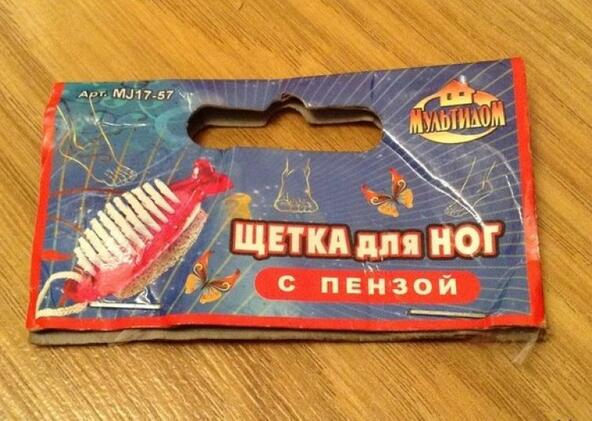 Арт. MJ17-57
МУЛЬТИДОМ
ЩЕТКА для НОГ
С ПЕНЗОЙ